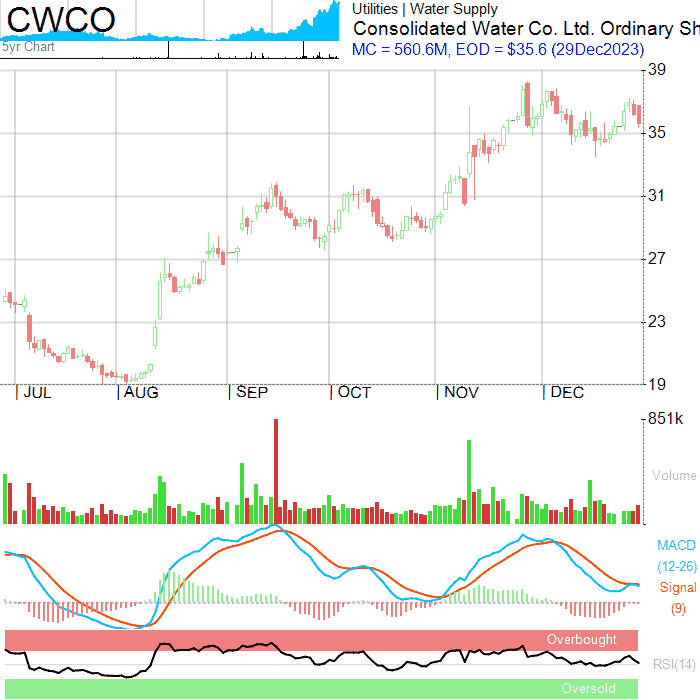 CWCO
5yr Chart
Utilities | Water Supply
Consolidated Water Co. Ltd. Ordinary Sh
MC = 560.6M, EOD = $35.6 (29Dec2023)
39
35
31
27
23
19
JUL
AUG
SEP
OCT
NOV
DEC
851k
Volume
MACD
(12-26)
Signal
(9)
Overbought
RSI(14)
Oversold